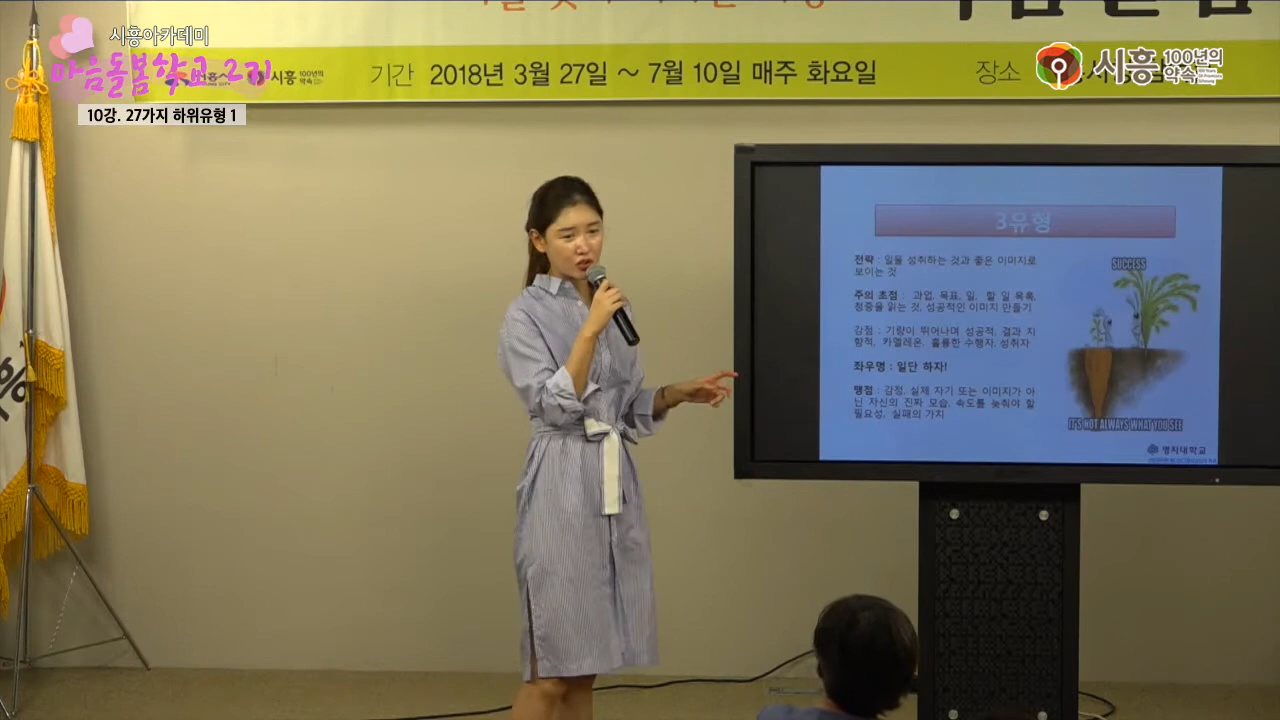 시흥아카데미
마음돌봄학교 2기
10강. 27가지 하위유형 1
시흥 100년의 약속
기간 2018년 3월 27일 ~ 7월 10일 매주 화요일
장소
시흥 100년의 약속
3유형
전략 : 일을 성취하는 것과 좋은 이미지로
보이는 것
주의 초점 : 과업, 목표, 일, 할 일 목록,
청중을 읽는 것, 성공적인 이미지 만들기
강점 : 기량이 뛰어나며 성공적, 결과 지
향적, 카멜레온, 훌륭한 수행자, 성취자
좌우명 : 일단 하자!
맹점 : 감정, 실제 자기 또는 이미지가 아
닌 자신의 진짜 모습, 속도를 늦춰야 할
필요성, 실패의 가치
SUCCESS
IT'S NOT ALWAYS WHAT YOU SEE
명지대학교